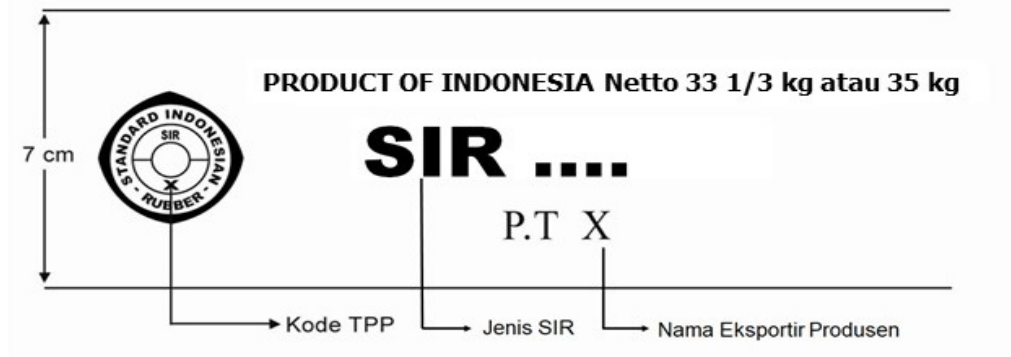 PRODUCT OF INDONESIA Netto 33 1/3 kg atau 35 kg
7 cm
STANDARD INDONESIAN
SIR
X
- RUBBER -
SIR ....
P.T X
Kode TPP
Jenis SIR
Nama Eksportir Produsen